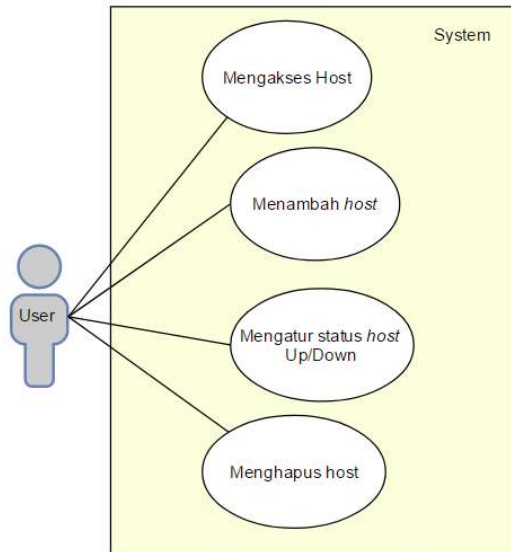 System
Mengakses Host
Menambah host
User
Mengatur status host
Up/Down
Menghapus host